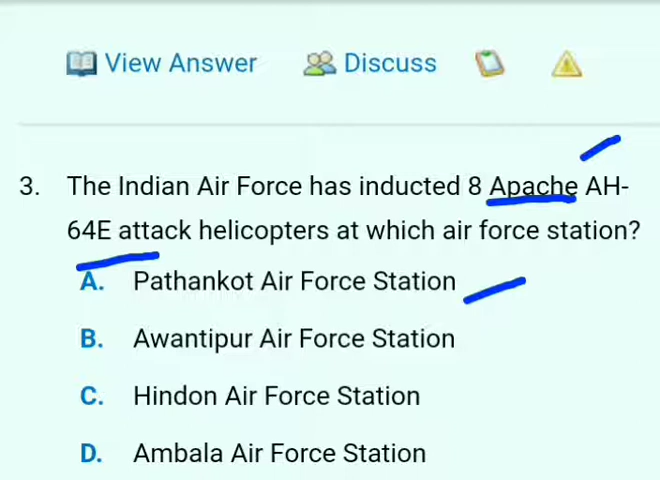 View Answer Discuss
3. The Indian Air Force has inducted 8 Apache AH-
64E attack helicopters at which air force station?
A. Pathankot Air Force Station
B. Awantipur Air Force Station
C. Hindon Air Force Station
D. Ambala Air Force Station